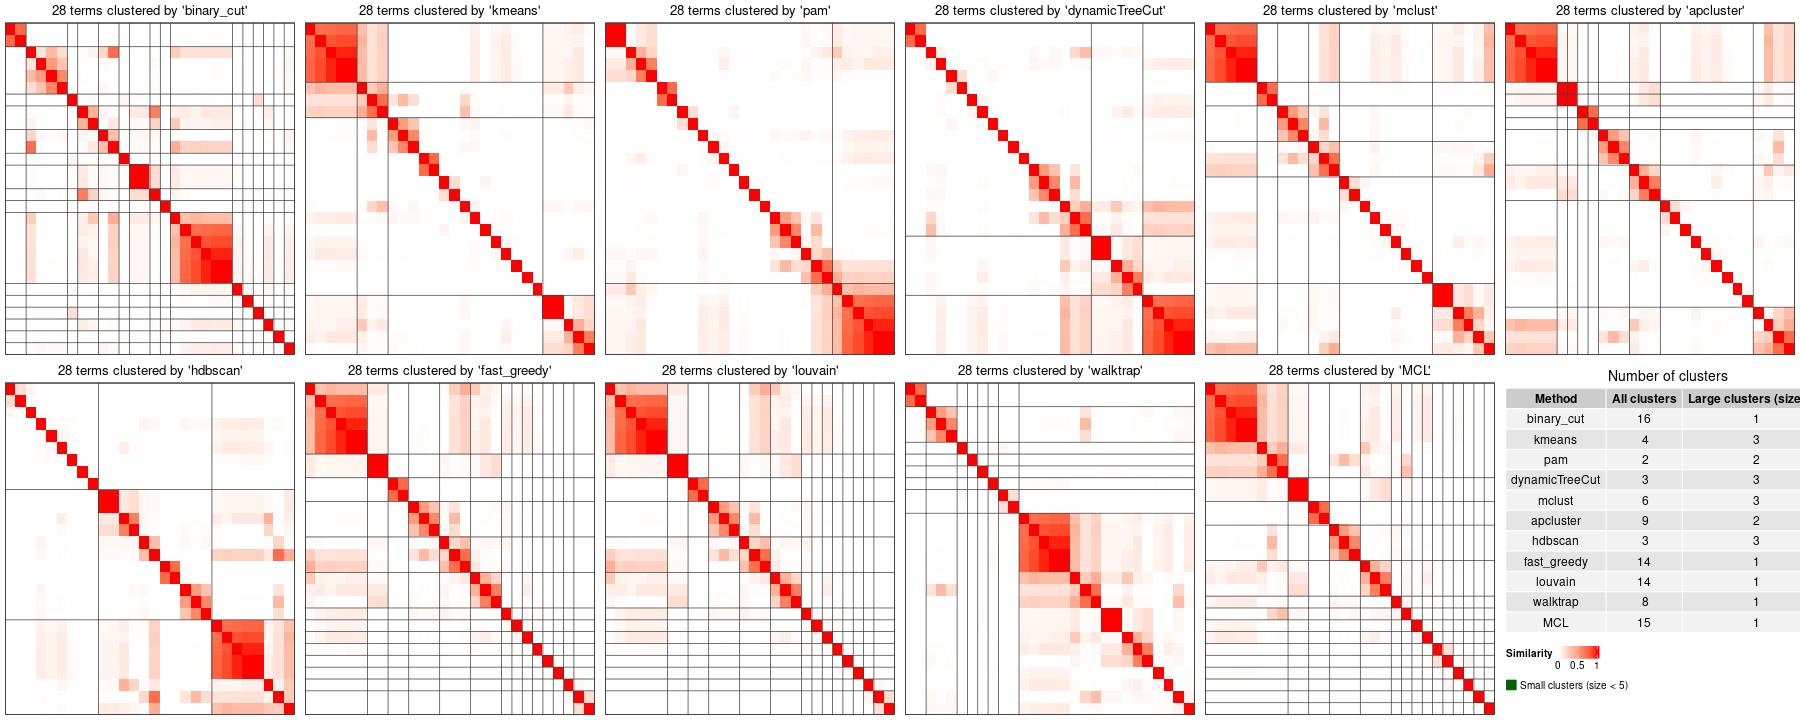 28 terms clustered by 'binary_cut'
28 terms clustered by 'kmeans'
28 terms clustered by 'pam'
28 terms clustered by 'dynamicTreeCut'
28 terms clustered by 'mclust'
28 terms clustered by 'apcluster'
28 terms clustered by 'hdbscan'
28 terms clustered by 'fast_greedy'
28 terms clustered by 'louvain'
28 terms clustered by 'walktrap'
28 terms clustered by 'MCL'
Number of clusters
Method All clusters Large clusters (size
binary_cut 16 1
kmeans 4 3
pam 2 2
dynamicTreeCut 3 3
mclust 6 3
apcluster 9 2
hdbscan 3 3
fast_greedy 14 1
louvain 14 1
walktrap 8 1
MCL 15 1
Similarity
0 0.5 1
Small clusters (size < 5)